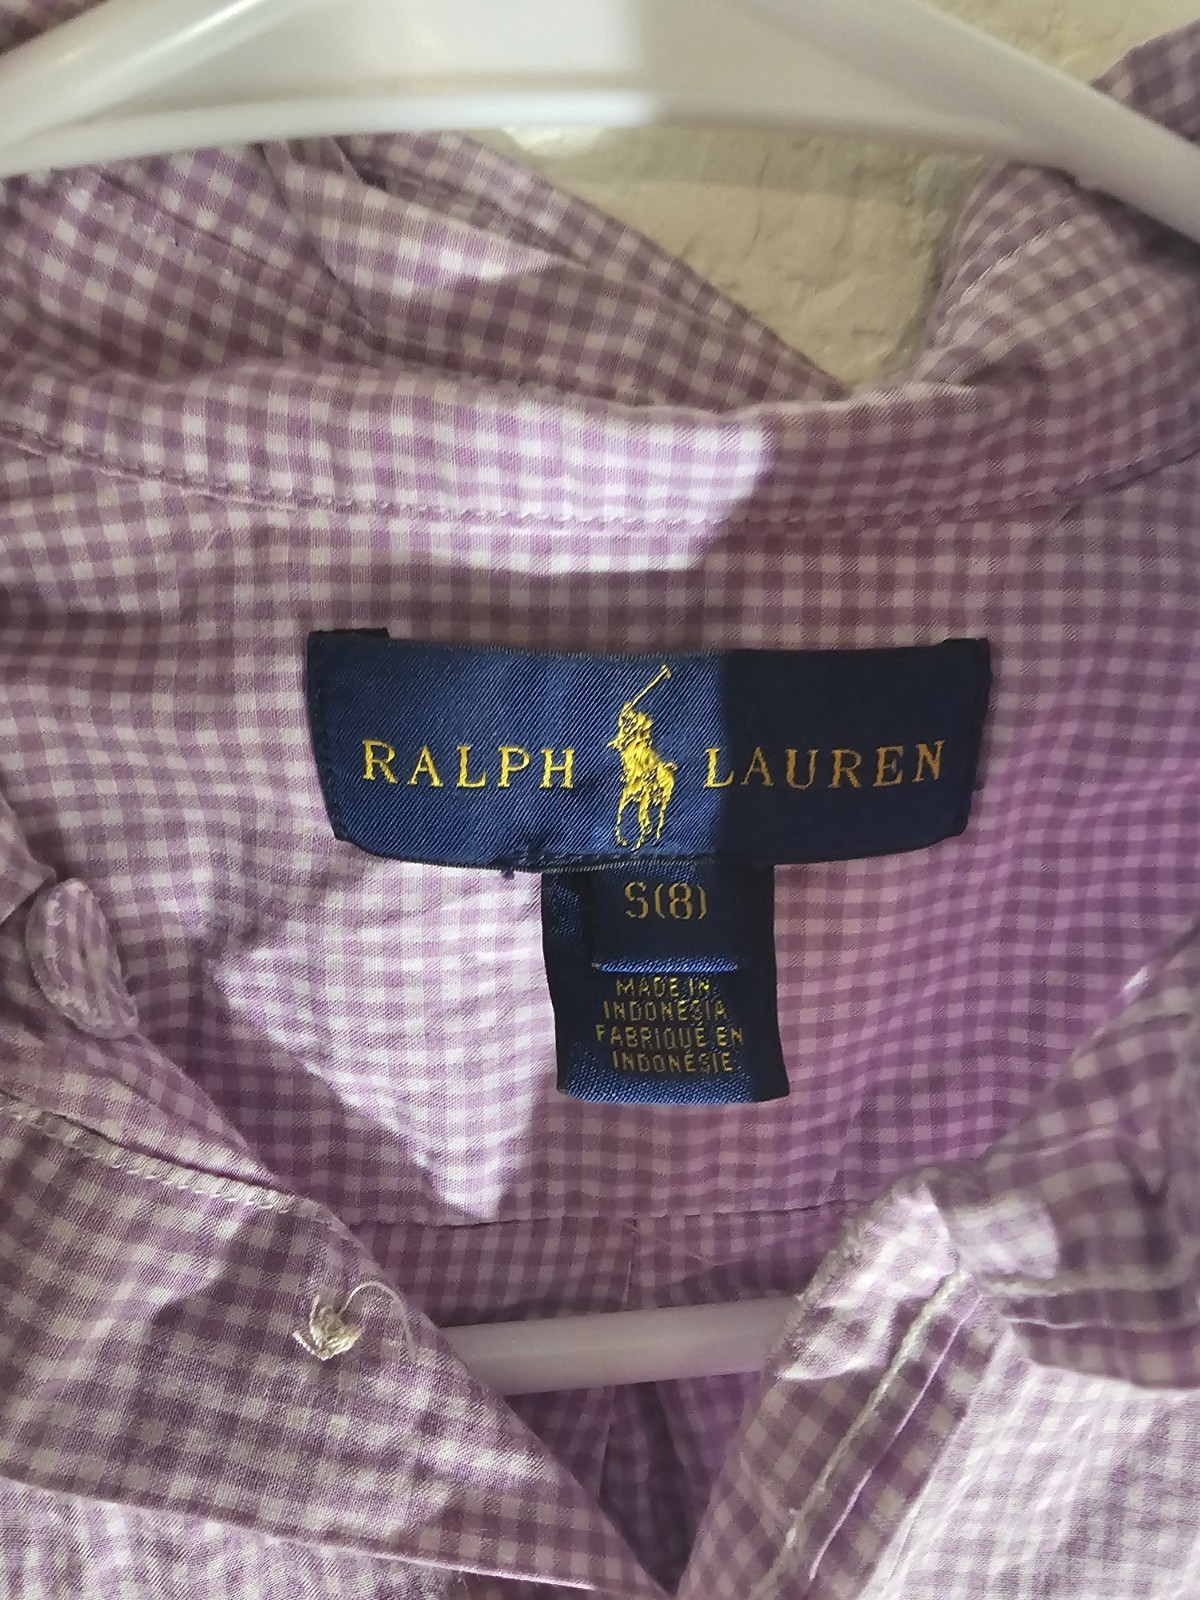 RALPH LAUREN
S(8)
MADE IN
INDONESIA
FABRIQUÉ EN
INDONÉSIE